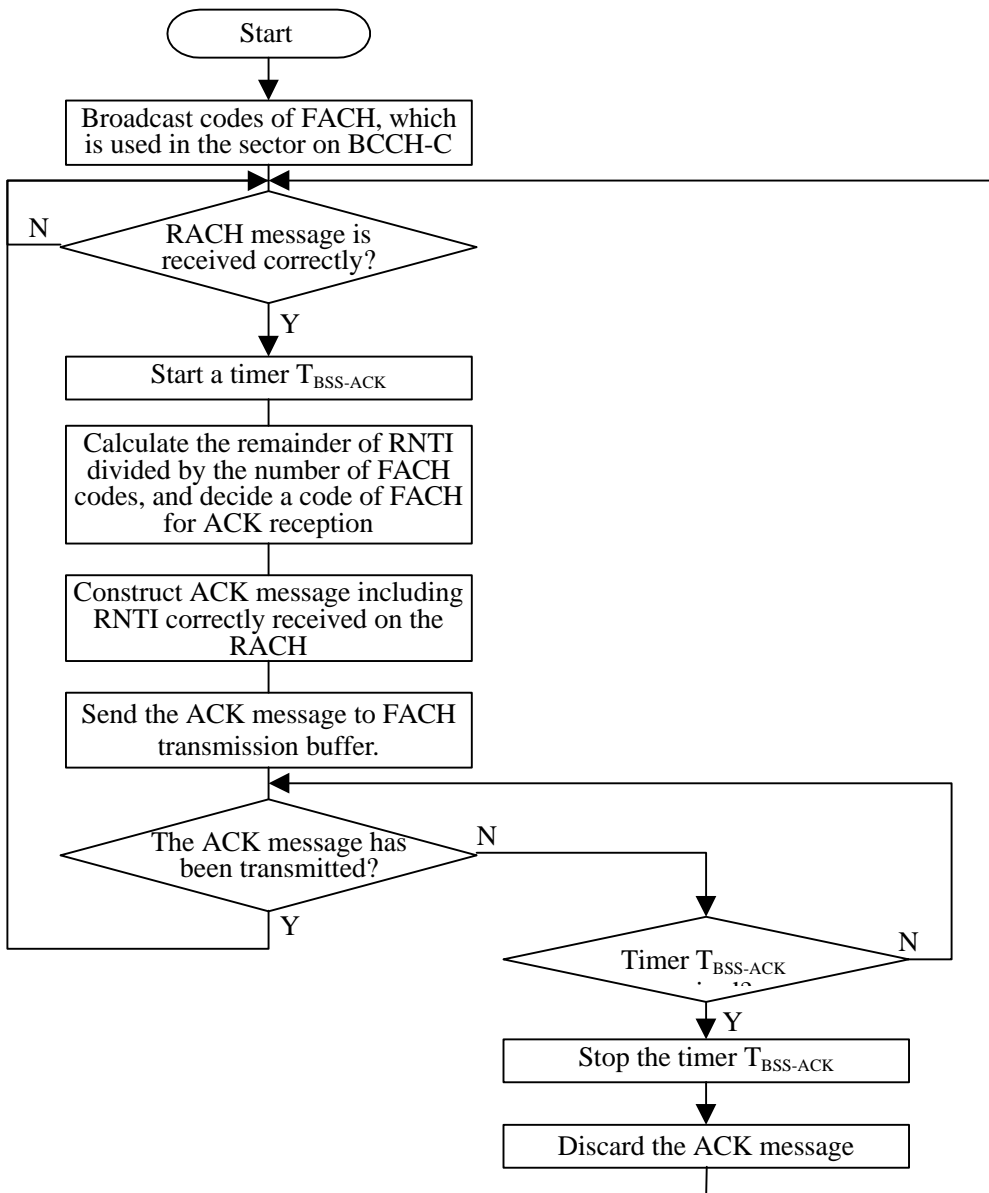 Start
Broadcast codes of FACH, which
is used in the sector on BCCH-C
N
RACH message is
received correctly?
Y
Start a timer T_BSS-ACK
Calculate the remainder of RNTI
divided by the number of FACH
codes, and decide a code of FACH
for ACK reception
Construct ACK message including
RNTI correctly received on the
RACH
Send the ACK message to FACH
transmission buffer.
The ACK message has
been transmitted?
N
Y
Timer T_BSS-ACK
N
Y
Stop the timer T_BSS-ACK
Discard the ACK message